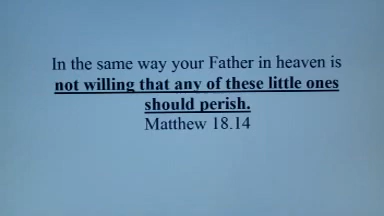 In the same way your Father in heaven is
not willing that any of these little ones
should perish.
Matthew 18.14